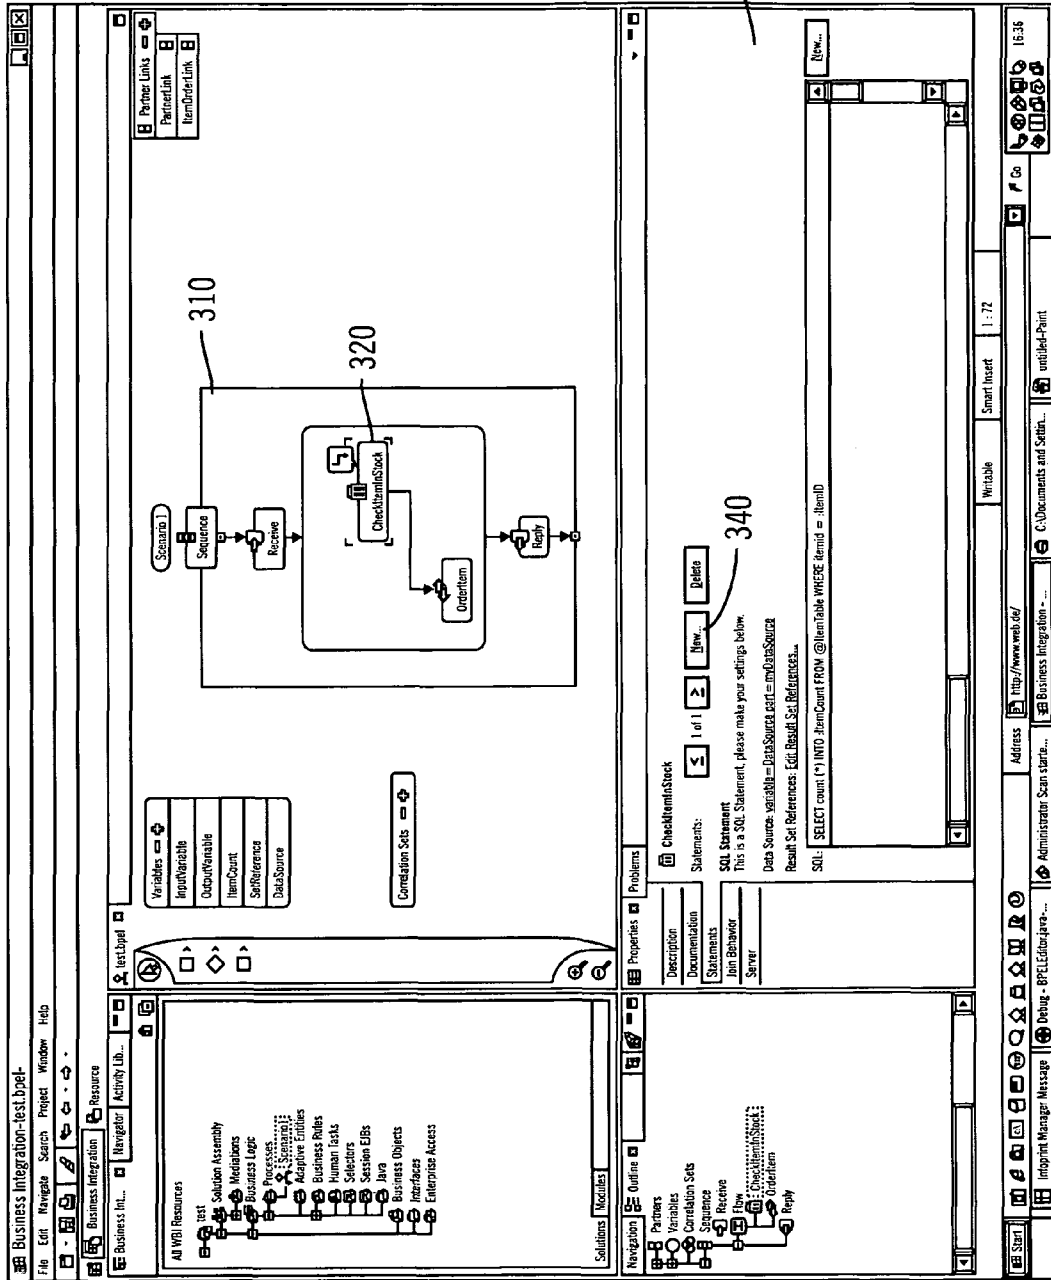 Business Integration-test.bpel-
File Edit Navigate Search Project Window Help
Business Integration Resource
Business Int... Navigator Activity Lib...
All WBI Resources
test
Solution Assembly
Mediations
Business Logic
Processes
Scenario1
Adaptive Entities
Business Rules
Human Tasks
Selectors
Session EJBs
Java
Business Objects
Interfaces
Enterprise Access
Solutions Modules
Navigation Outline
Partners
Variables
Correlation Sets
Sequence
Receive
Flow
CheckItemInStock
OrderItem
Reply
test.bpel
Variables
InputVariable
OutputVariable
ItemCount
SetReference
DataSource
Correlation Sets
Scenario 1
Sequence
Receive
CheckItemInStock
OrderItem
Reply
310
320
Partner Links
PartnerLink
ItemOrderLink
Properties Problems
Description
Documentation
Statements
Join Behavior
Server
CheckItemInStock
Statements: ≤ 1 of 1 ≥ New... Delete
340
SQL Statement
This is a SQL Statement, please make your settings below.
Data Source: variable = DataSource part = myDataSource
Result Set References: Edit Result Set References...
SQL: SELECT count (*) INTO :ItemCount FROM @ItemTable WHERE itemid = :ItemID
New...
Writable Smart Insert 1 : 72
Start
Address http://www.web.de/ Go
16:36
Infoprint Manager Message
Debug - BPELEditor.java-...
Administrator Scan starte...
Business Integration - ...
C:\Documents and Settin...
untitled-Paint